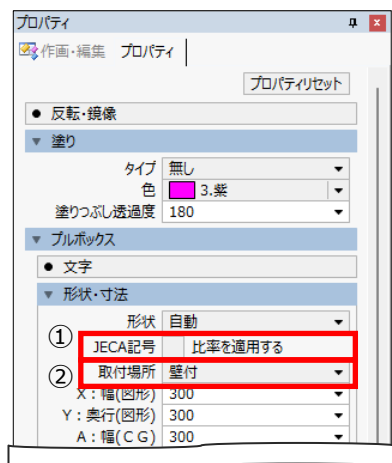 プロパティ
作画・編集 プロパティ
プロパティリセット
● 反転・鏡像
▼ 塗り
タイプ 無し
色 3.紫
塗りつぶし透過度 180
▼ プルボックス
● 文字
▼ 形状・寸法
形状 自動
① JECA記号 比率を適用する
② 取付場所 壁付
X：幅(図形) 300
Y：奥行(図形) 300
A：幅(ＣＧ) 300